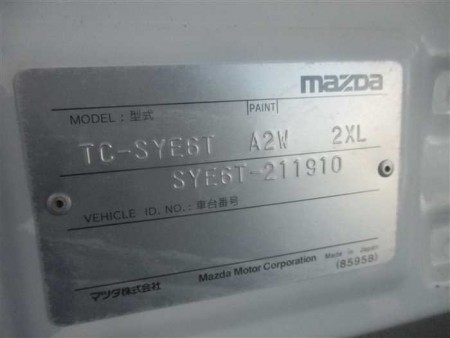 mazda
MODEL : 型式 PAINT
TC-SYE6T A2W 2XL
SYE6T-211910
VEHICLE ID. NO. : 車台番号
マツダ株式会社 Mazda Motor Corporation Made in Japan
(85958)